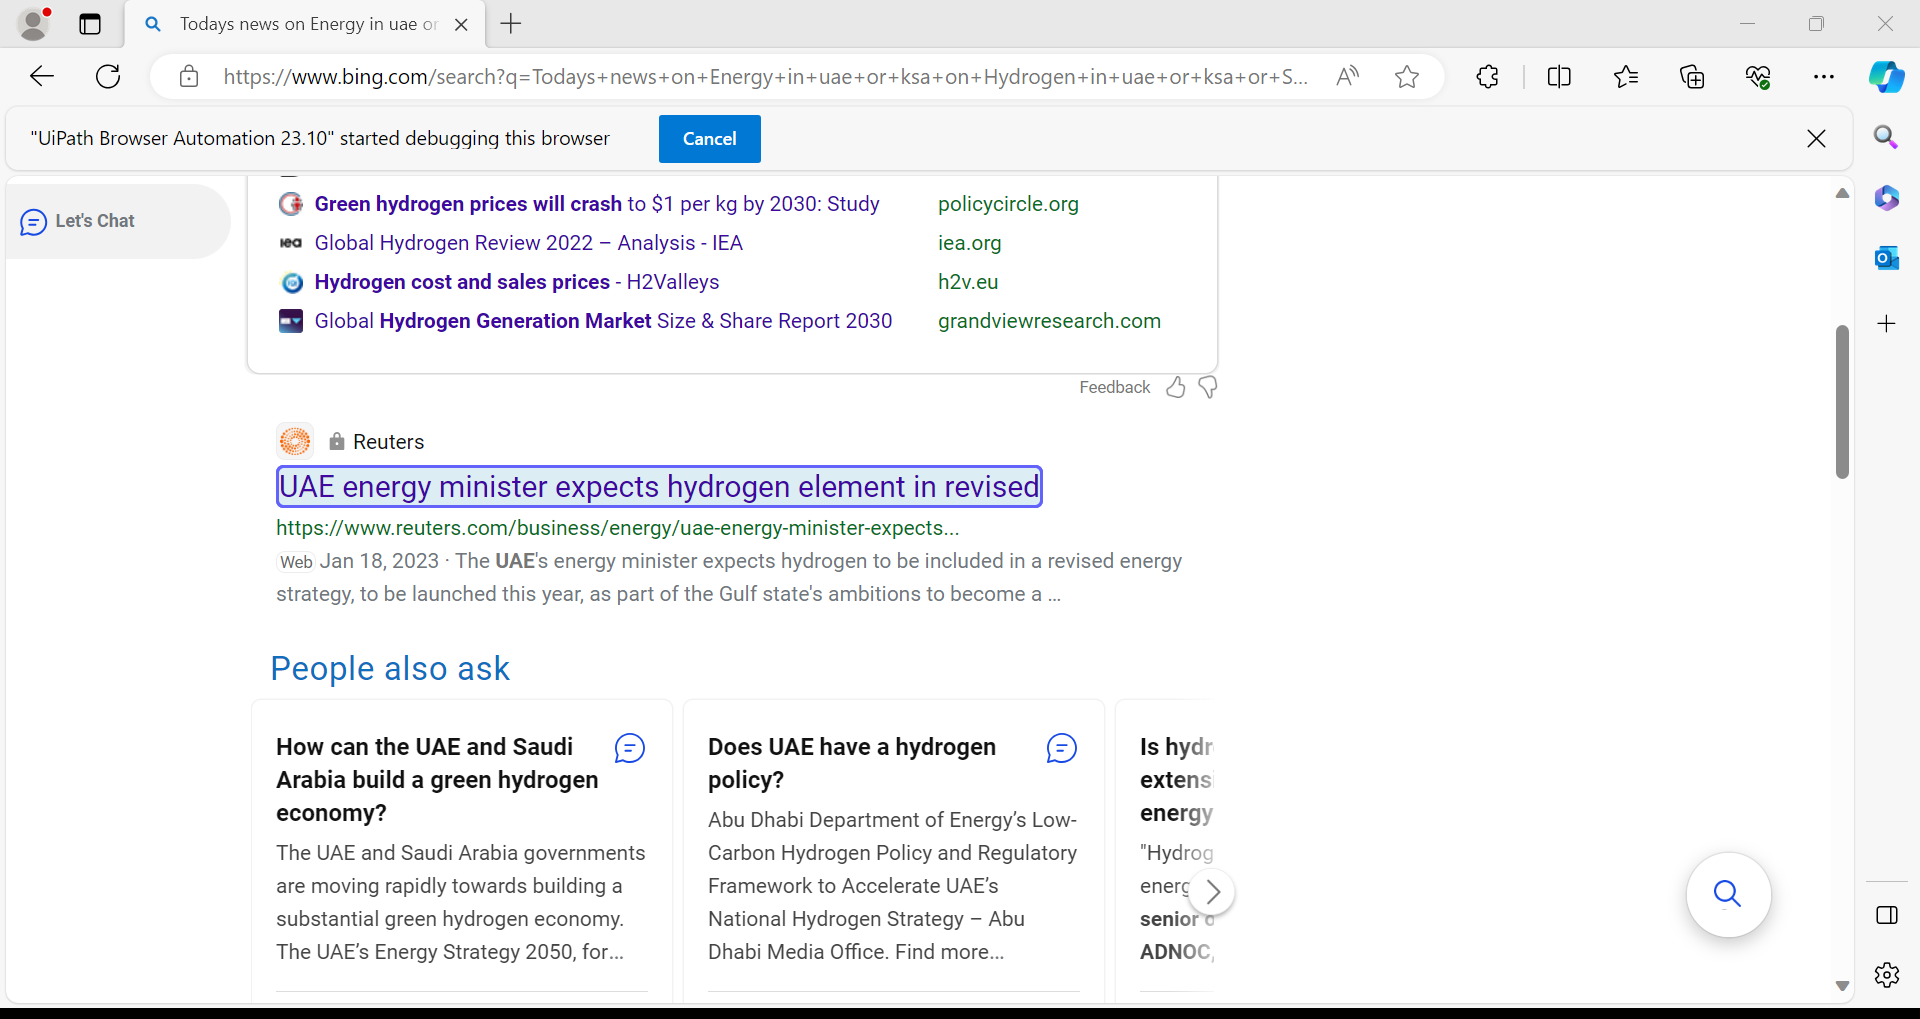 Todays news on Energy in uae or
https://www.bing.com/search?q=Todays+news+on+Energy+in+uae+or+ksa+on+Hydrogen+in+uae+or+ksa+or+S...
"UiPath Browser Automation 23.10" started debugging this browser
Cancel
Let's Chat
Green hydrogen prices will crash to $1 per kg by 2030: Study policycircle.org
iea Global Hydrogen Review 2022 – Analysis - IEA iea.org
Hydrogen cost and sales prices - H2Valleys h2v.eu
Global Hydrogen Generation Market Size & Share Report 2030 grandviewresearch.com
Feedback
Reuters
UAE energy minister expects hydrogen element in revised
https://www.reuters.com/business/energy/uae-energy-minister-expects...
Web Jan 18, 2023 · The UAE's energy minister expects hydrogen to be included in a revised energy
strategy, to be launched this year, as part of the Gulf state's ambitions to become a ...
People also ask
How can the UAE and Saudi
Arabia build a green hydrogen
economy?
The UAE and Saudi Arabia governments
are moving rapidly towards building a
substantial green hydrogen economy.
The UAE’s Energy Strategy 2050, for...
Does UAE have a hydrogen
policy?
Abu Dhabi Department of Energy’s Low-
Carbon Hydrogen Policy and Regulatory
Framework to Accelerate UAE’s
National Hydrogen Strategy – Abu
Dhabi Media Office. Find more...
Is hydr
extens
energy
"Hydrog
energ
senior
ADNOC,